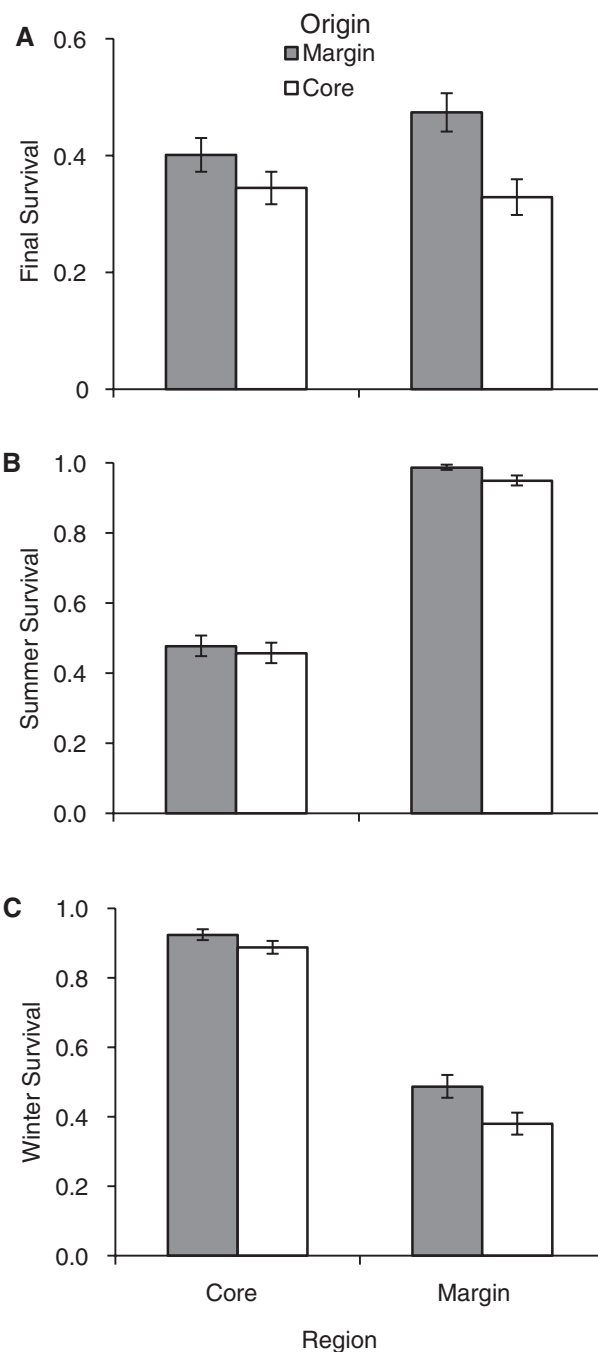 A
Origin
Margin
Core
0.6
0.4
0.2
0
Final Survival
B
1.0
0.8
0.6
0.4
0.2
0.0
Summer Survival
C
1.0
0.8
0.6
0.4
0.2
0.0
Winter Survival
Core Margin
Region